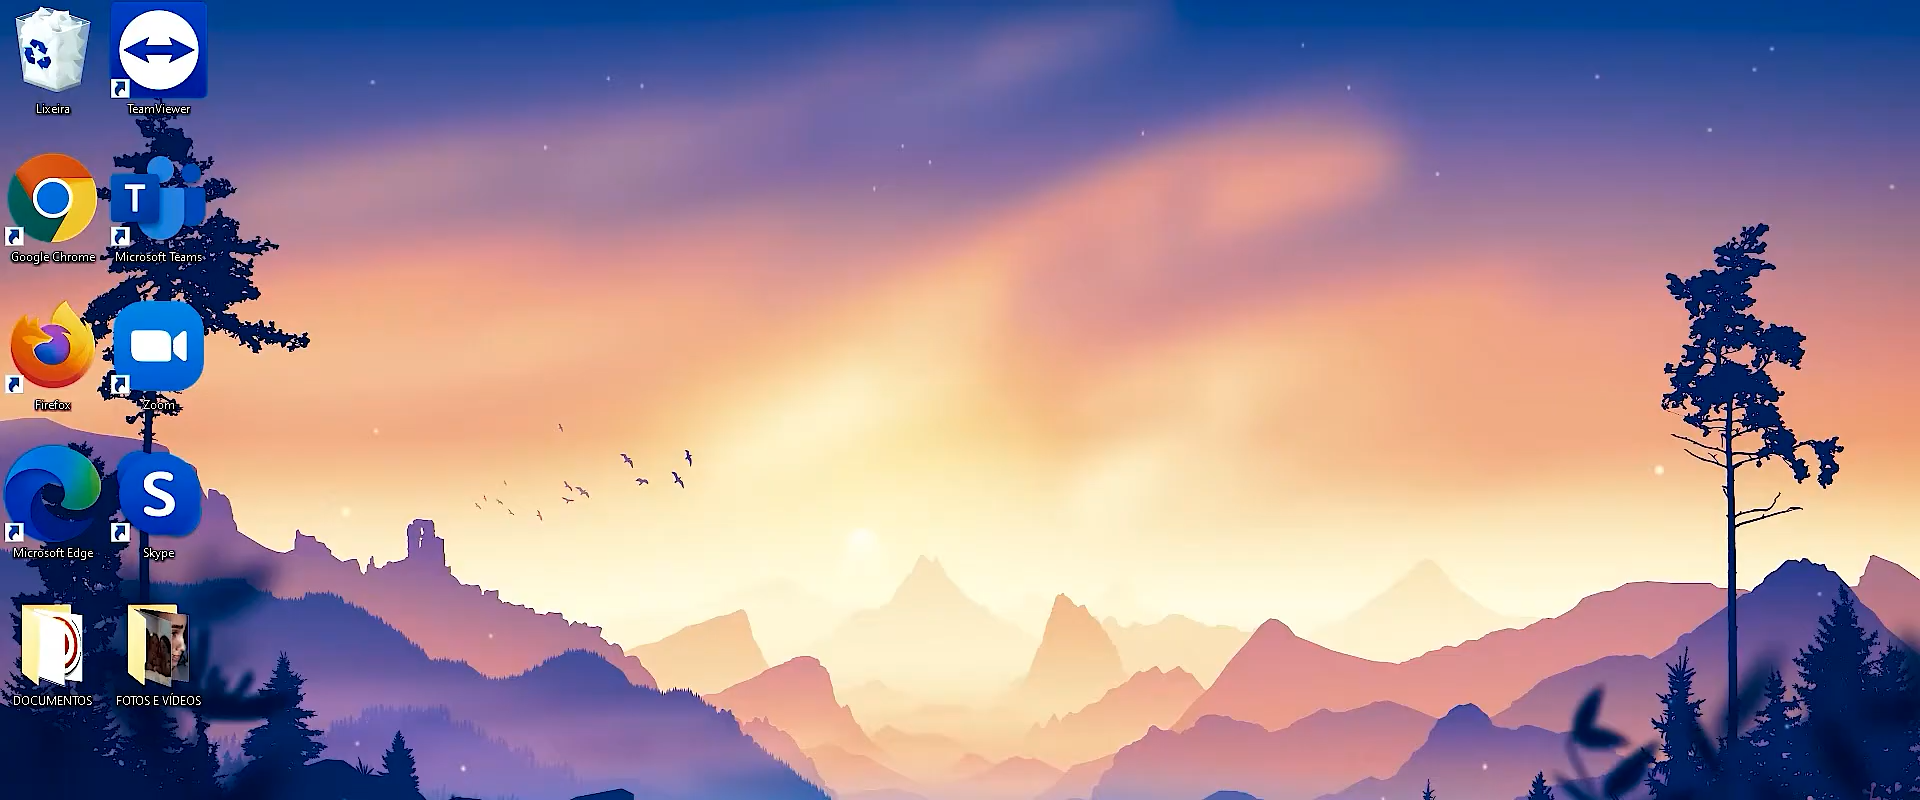 Lixeira
TeamViewer
Google Chrome
T
Microsoft Teams
Firefox
Zoom
Microsoft Edge
S
Skype
DOCUMENTOS
FOTOS E VÍDEOS